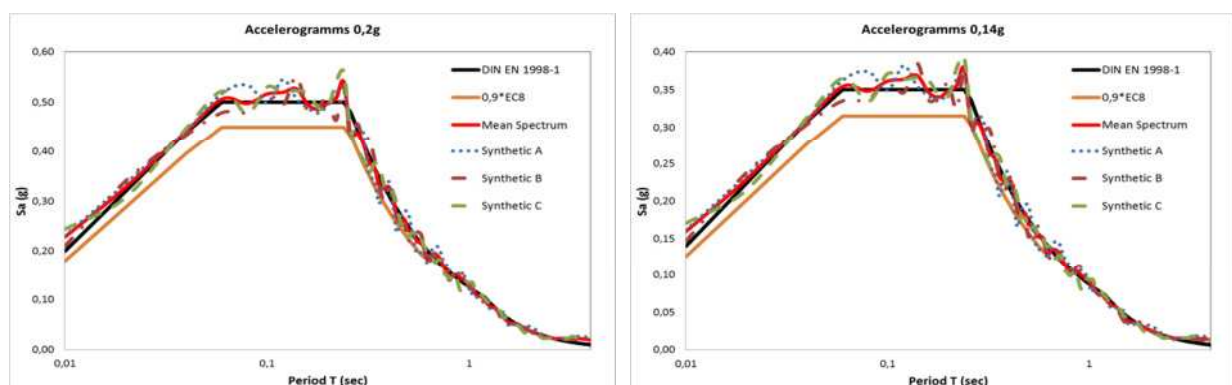 Accelerogramms 0,2g
0,60
0,50
0,40
0,30
0,20
0,10
0,00
Sa (g)
0,01
0,1
1
Period T (sec)
DIN EN 1998-1
0,9*EC8
Mean Spectrum
Synthetic A
Synthetic B
Synthetic C
Accelerogramms 0,14g
0,40
0,35
0,30
0,25
0,20
0,15
0,10
0,05
0,00
Sa (g)
0,01
0,1
1
Period T (sec)
DIN EN 1998-1
0,9*EC8
Mean Spectrum
Synthetic A
Synthetic B
Synthetic C